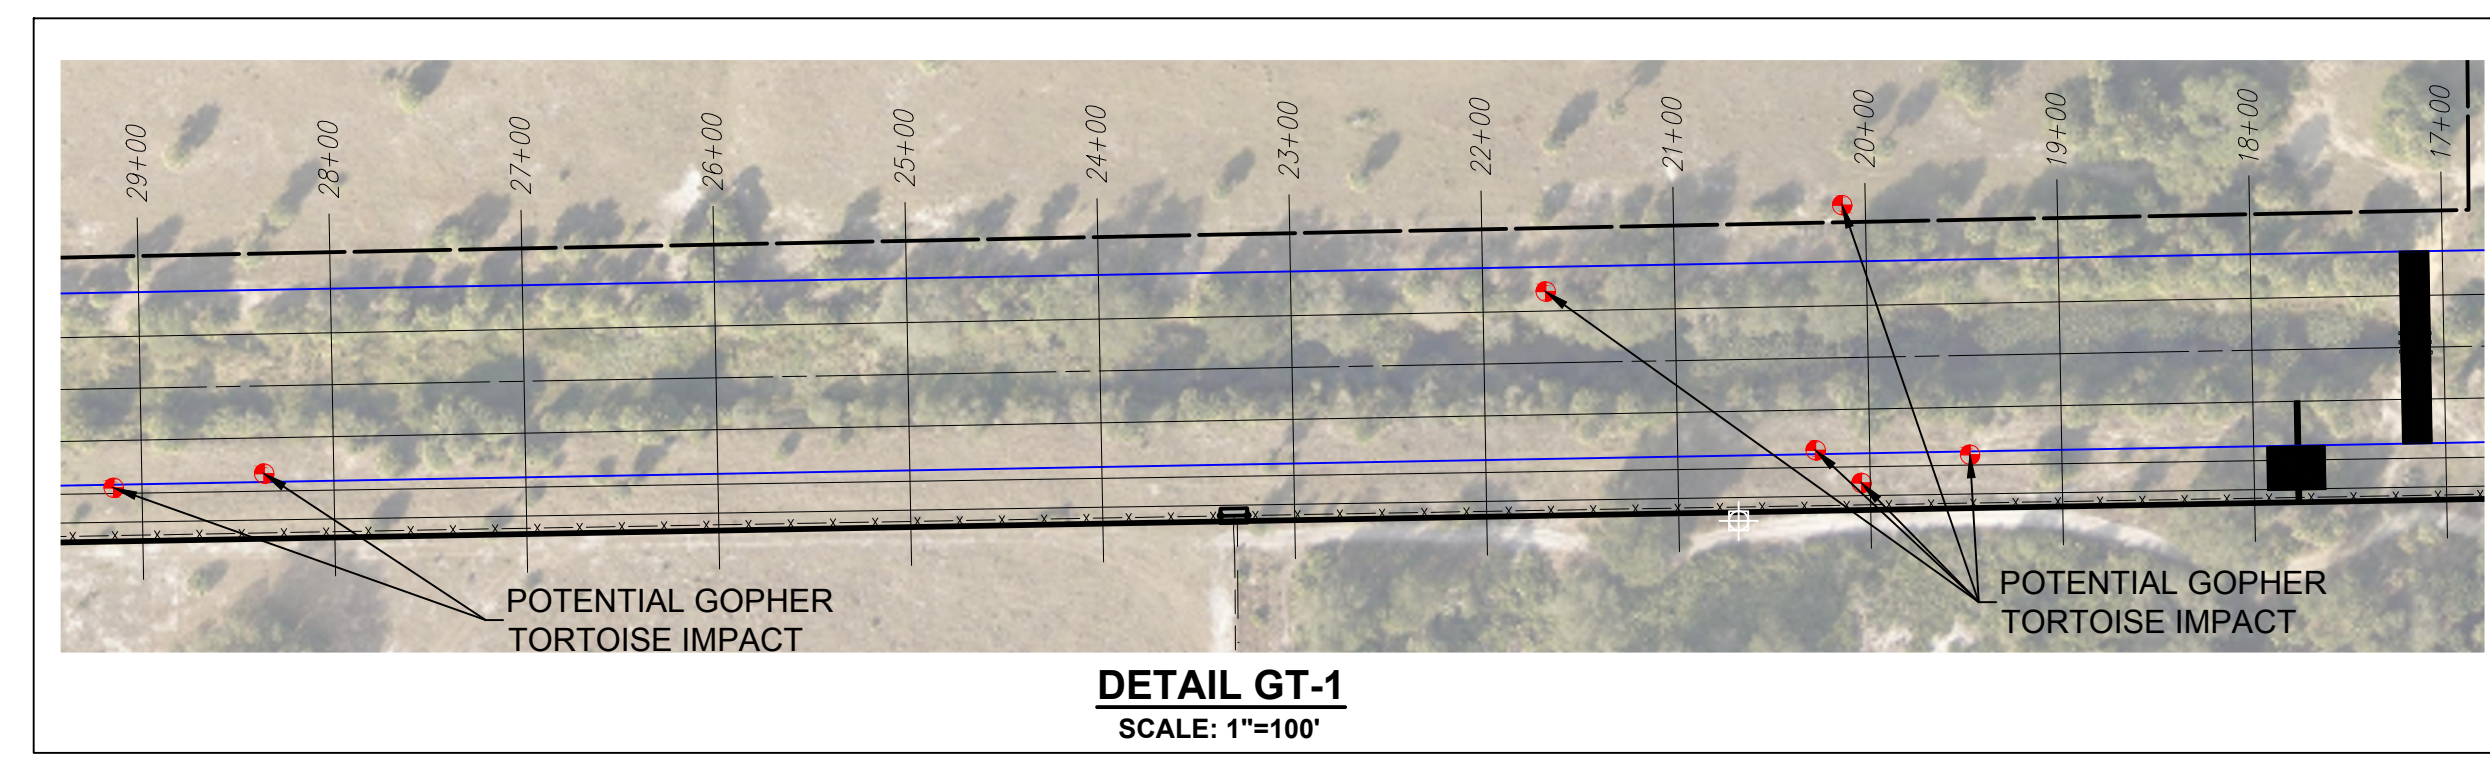 29+00
28+00
27+00
26+00
25+00
24+00
23+00
22+00
21+00
20+00
19+00
18+00
17+00
POTENTIAL GOPHER
TORTOISE IMPACT
POTENTIAL GOPHER
TORTOISE IMPACT
DETAIL GT-1
SCALE: 1"=100'